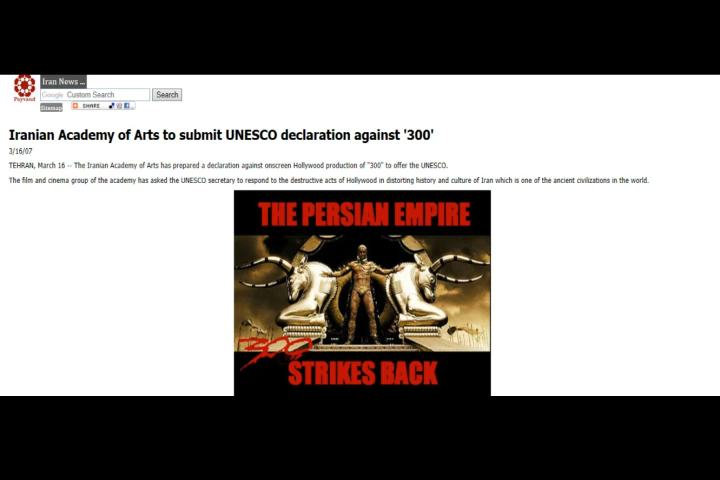 Iran News ...
Payvand
Google Custom Search
Search
Sitemap
SHARE
Iranian Academy of Arts to submit UNESCO declaration against '300'
3/16/07
TEHRAN, March 16 -- The Iranian Academy of Arts has prepared a declaration against onscreen Hollywood production of "300" to offer the UNESCO.
The film and cinema group of the academy has asked the UNESCO secretary to respond to the destructive acts of Hollywood in distorting history and culture of Iran which is one of the ancient civilizations in the world.
THE PERSIAN EMPIRE
300
STRIKES BACK